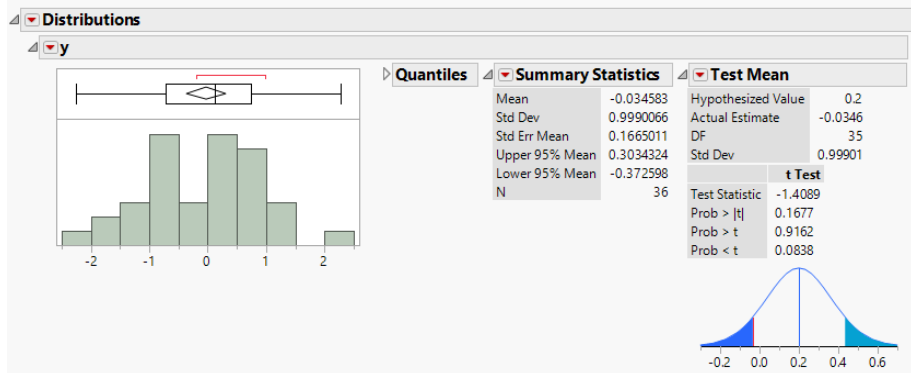 Distributions
y
-2 -1 0 1 2
Quantiles
Summary Statistics
Mean -0.034583
Std Dev 0.9990066
Std Err Mean 0.1665011
Upper 95% Mean 0.3034324
Lower 95% Mean -0.372598
N 36
Test Mean
Hypothesized Value 0.2
Actual Estimate -0.0346
DF 35
Std Dev 0.99901
t Test
Test Statistic -1.4089
Prob > |t| 0.1677
Prob > t 0.9162
Prob < t 0.0838
-0.2 0.0 0.2 0.4 0.6